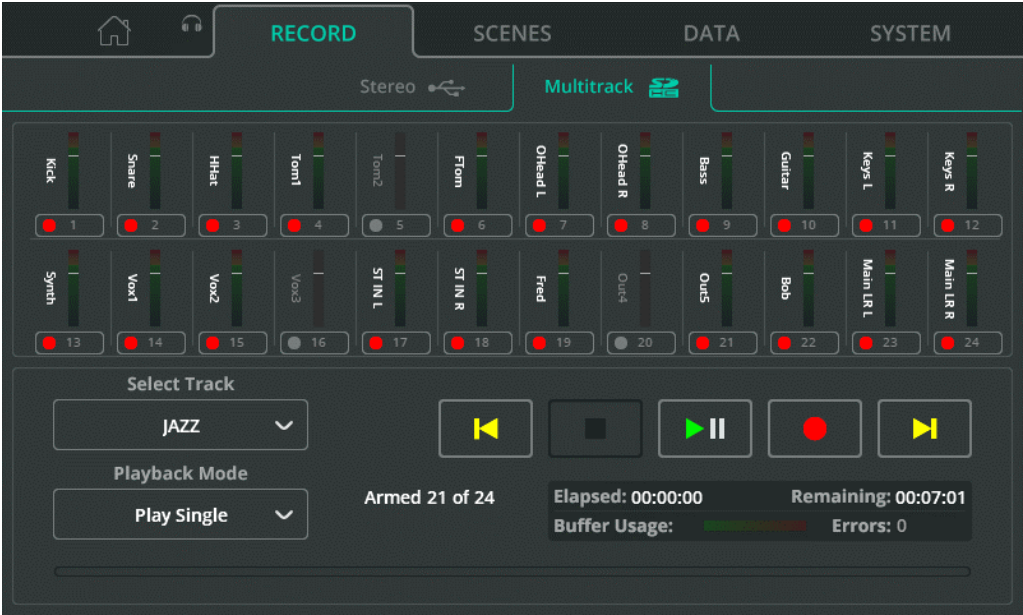 RECORD SCENES DATA SYSTEM
Stereo Multitrack SD HC
Kick Snare HHat Tom1 Tom2 FTom OHead L OHead R Bass Guitar Keys L Keys R
1 2 3 4 5 6 7 8 9 10 11 12
Synth Vox1 Vox2 Vox3 ST IN L ST IN R Fred Out4 Out5 Bob Main LR L Main LR R
13 14 15 16 17 18 19 20 21 22 23 24
Select Track
JAZZ
Playback Mode
Play Single
Armed 21 of 24
Elapsed: 00:00:00 Remaining: 00:07:01
Buffer Usage: Errors: 0